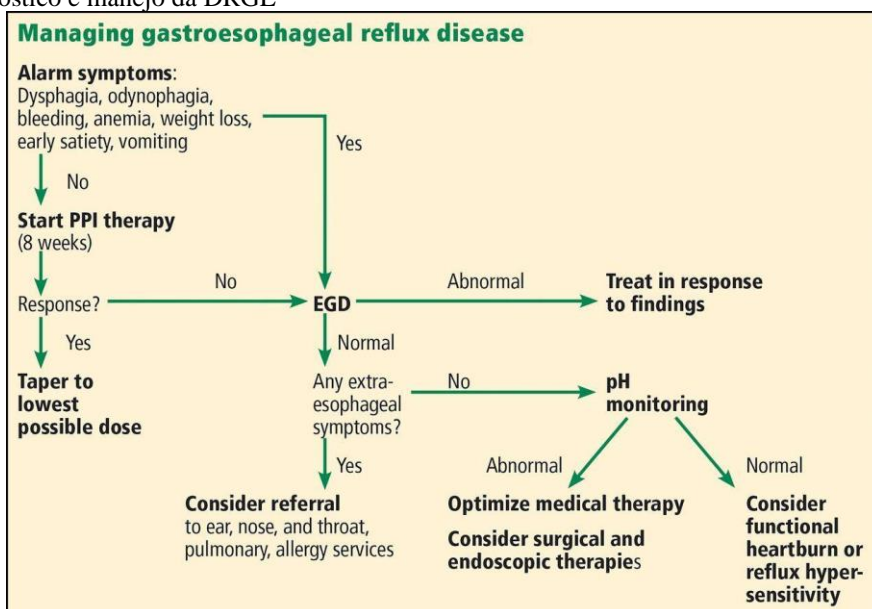 e manejo da DRGE
Managing gastroesophageal reflux disease
Alarm symptoms:
Dysphagia, odynophagia,
bleeding, anemia, weight loss,
early satiety, vomiting
Yes
No
Start PPI therapy
(8 weeks)
Response?
No
EGD
Abnormal
Treat in response
to findings
Yes
Normal
Taper to
lowest
possible dose
Any extra-
esophageal
symptoms?
No
pH
monitoring
Yes
Abnormal
Normal
Consider referral
to ear, nose, and throat,
pulmonary, allergy services
Optimize medical therapy
Consider surgical and
endoscopic therapies
Consider
functional
heartburn or
reflux hyper-
sensitivity